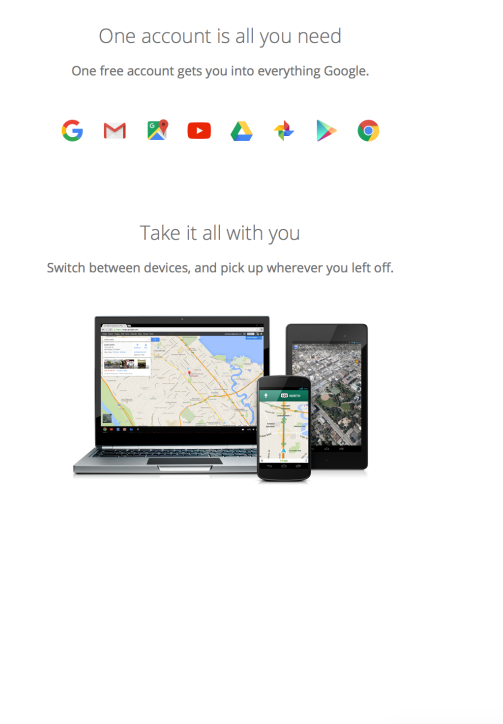 One account is all you need
One free account gets you into everything Google.
Take it all with you
Switch between devices, and pick up wherever you left off.